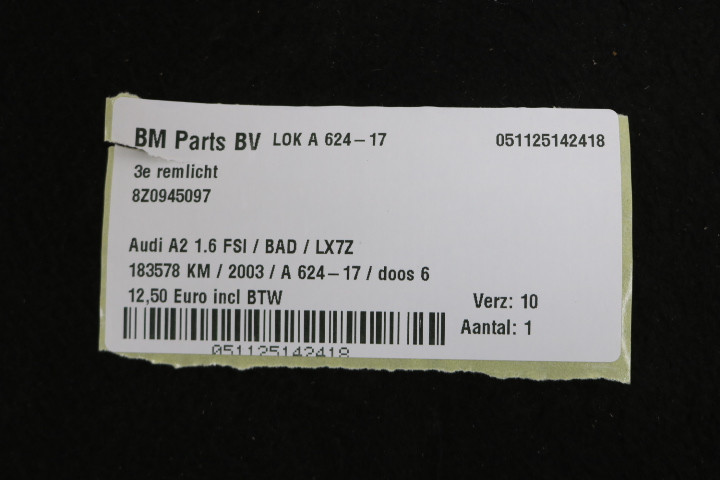 BM Parts BV LOK A 624-17 051125142418
3e remlicht
8Z0945097
Audi A2 1.6 FSI / BAD / LX7Z
183578 KM / 2003 / A 624-17 / doos 6
12,50 Euro incl BTW Verz: 10
Aantal: 1
051125142418